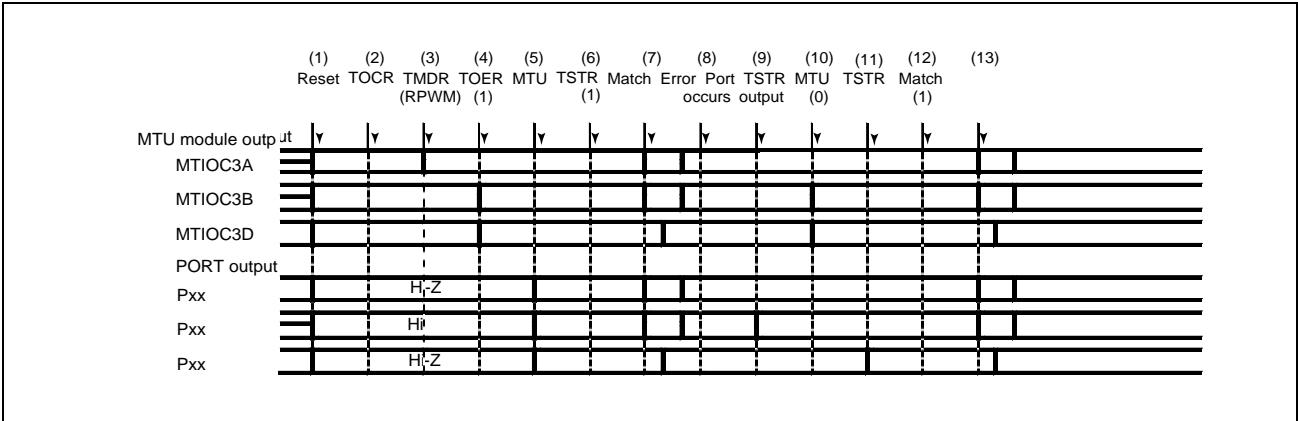 (1) (2) (3) (4) (5) (6) (7) (8) (9) (10) (11) (12) (13)
Reset TOCR TMDR TOER MTU TSTR Match Error Port TSTR MTU TSTR Match
(RPWM) (1) (1) occurs output (0) (1)
MTU module output
MTIOC3A
MTIOC3B
MTIOC3D
PORT output
Pxx Hi-Z
Pxx Hi
Pxx Hi-Z